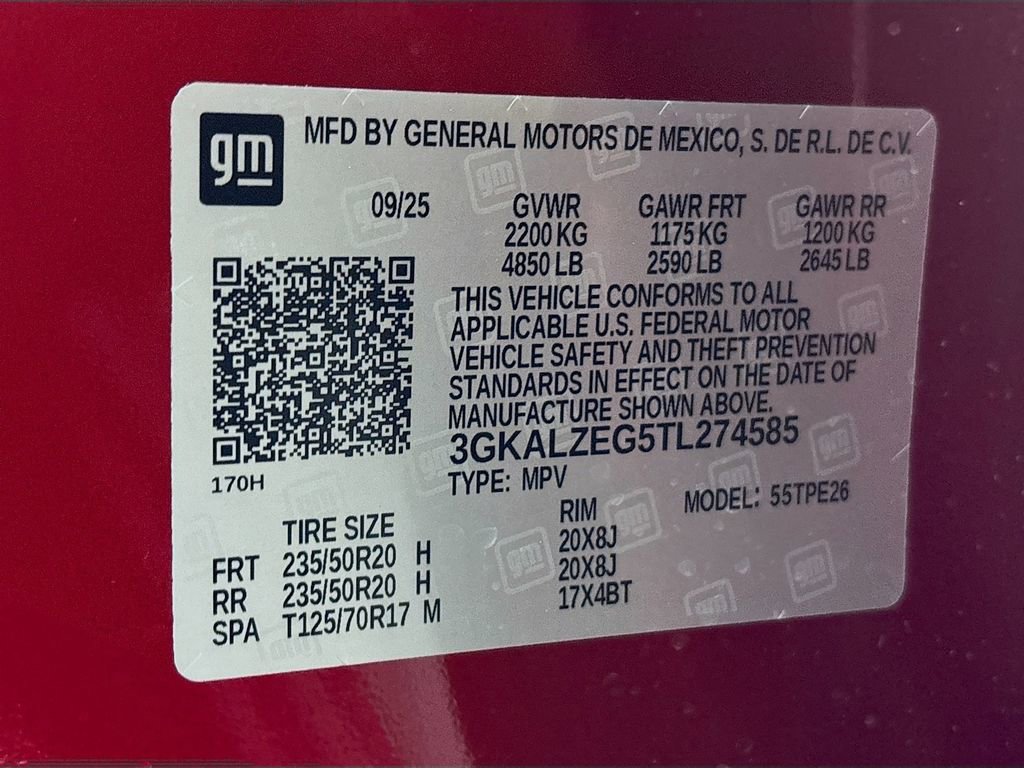 gm MFD BY GENERAL MOTORS DE MEXICO, S. DE R.L. DE C.V.
09/25 GVWR GAWR FRT GAWR RR
2200 KG 1175 KG 1200 KG
4850 LB 2590 LB 2645 LB
THIS VEHICLE CONFORMS TO ALL
APPLICABLE U.S. FEDERAL MOTOR
VEHICLE SAFETY AND THEFT PREVENTION
STANDARDS IN EFFECT ON THE DATE OF
MANUFACTURE SHOWN ABOVE.
3GKALZEG5TL274585
170H
TYPE: MPV MODEL: 55TPE26
TIRE SIZE RIM
FRT 235/50R20 H 20X8J
RR 235/50R20 H 20X8J
SPA T125/70R17 M 17X4BT